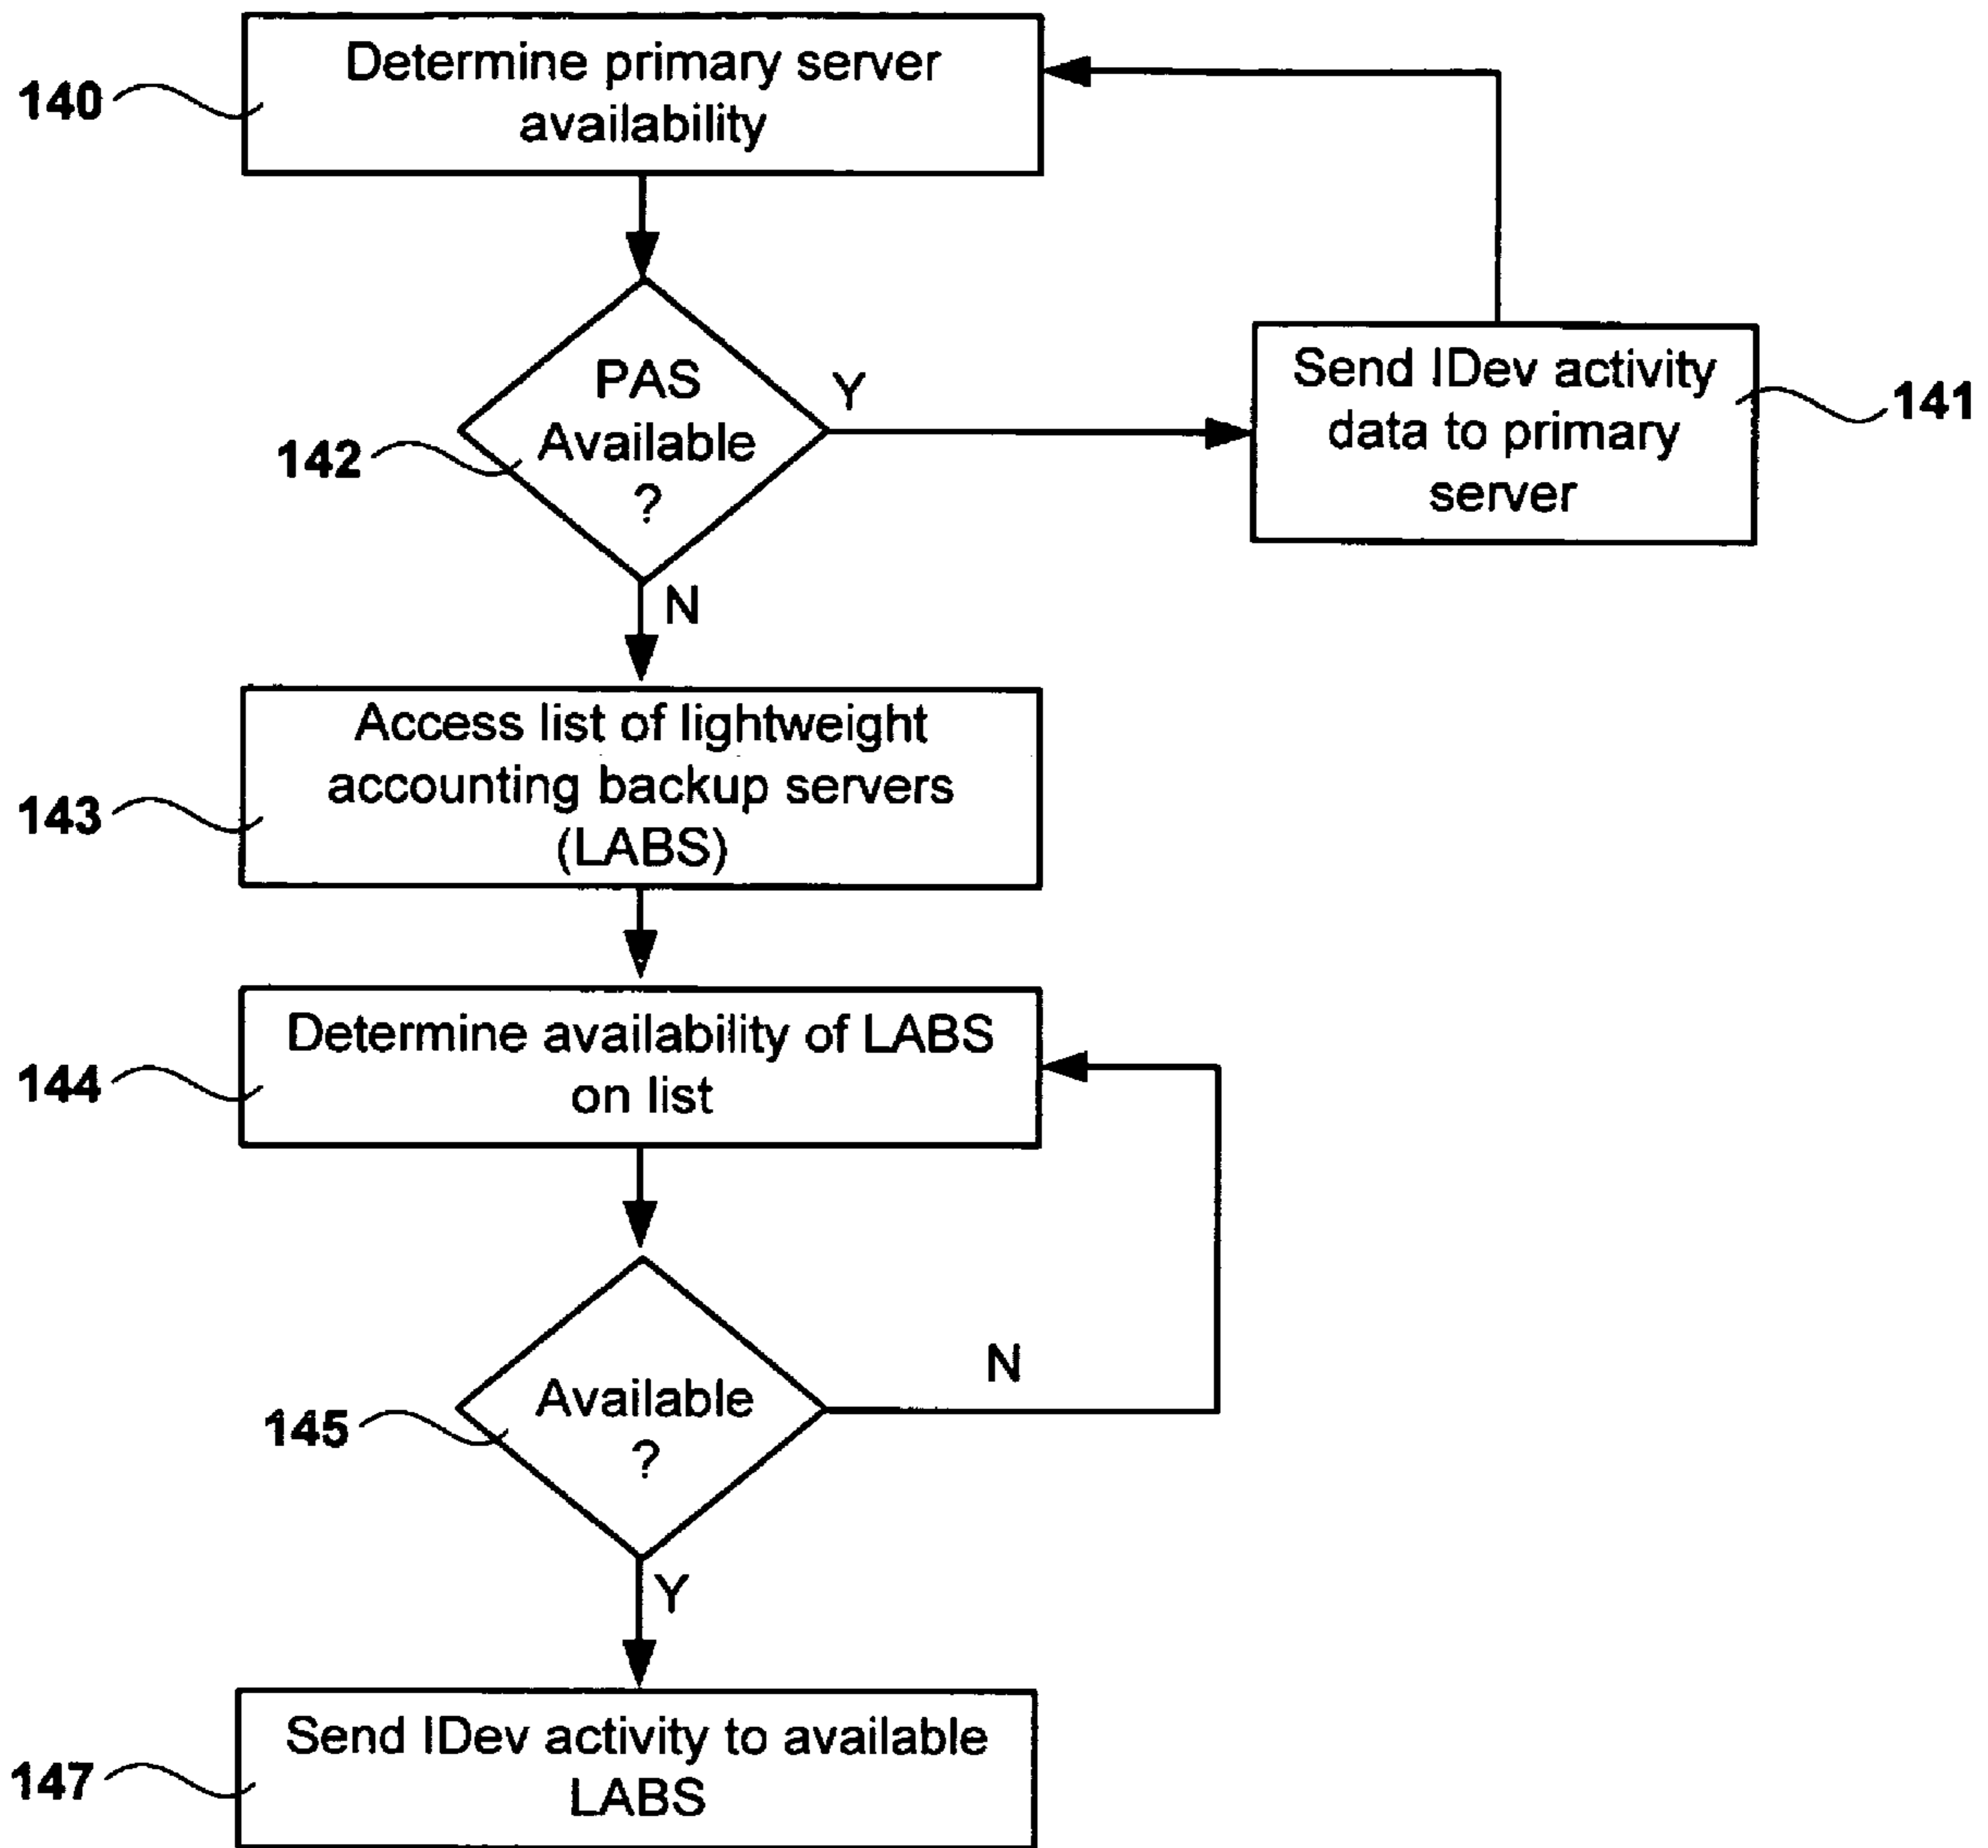 Determine primary server
availability
140
PAS
Available
?
142
Y
Send IDev activity
data to primary
server
141
N
Access list of lightweight
accounting backup servers
(LABS)
143
Determine availability of LABS
on list
144
Available
?
145
N
Y
Send IDev activity to available
LABS
147